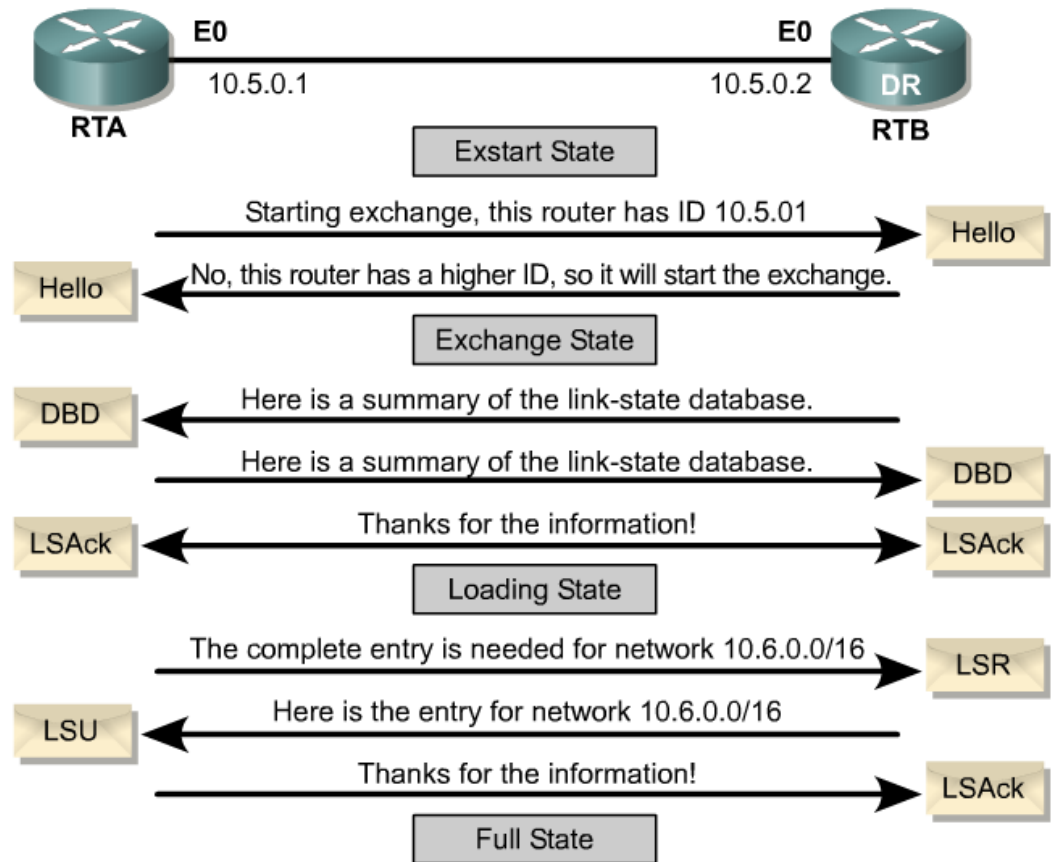 E0
E0
10.5.0.1
10.5.0.2
DR
RTA
RTB
Exstart State
Starting exchange, this router has ID 10.5.01
Hello
Hello
No, this router has a higher ID, so it will start the exchange.
Exchange State
DBD
Here is a summary of the link-state database.
Here is a summary of the link-state database.
DBD
LSAck
Thanks for the information!
LSAck
Loading State
The complete entry is needed for network 10.6.0.0/16
LSR
LSU
Here is the entry for network 10.6.0.0/16
Thanks for the information!
LSAck
Full State